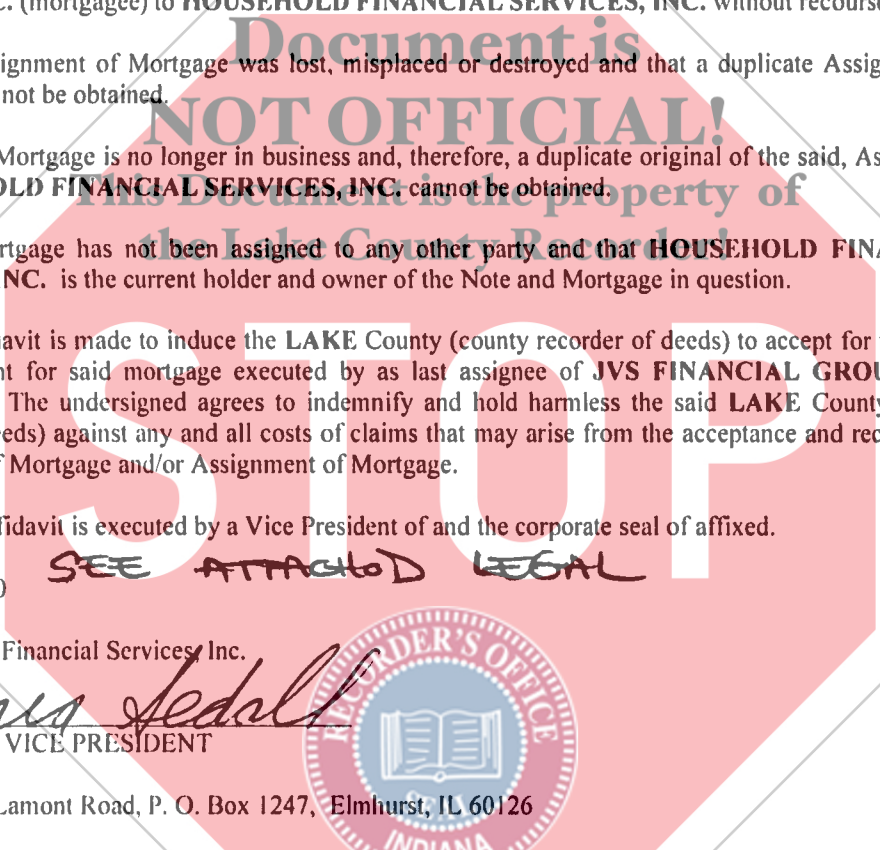 C. (mortgagee) to HOUSEHOLD FINANCIAL SERVICES, INC. without recourse
Document is
ignment of Mortgage was lost, misplaced or destroyed and that a duplicate Assig
not be obtained.
NOT OFFICIAL!
Mortgage is no longer in business and, therefore, a duplicate original of the said, As
OLD FINANCIAL SERVICES, INC. cannot be obtained.
This Document is the property of
the Lake County Recorder!
rtgage has not been assigned to any other party and that HOUSEHOLD FINA
NC. is the current holder and owner of the Note and Mortgage in question.
avit is made to induce the LAKE County (county recorder of deeds) to accept for
nt for said mortgage executed by as last assignee of JVS FINANCIAL GROU
The undersigned agrees to indemnify and hold harmless the said LAKE County
eeds) against any and all costs of claims that may arise from the acceptance and rec
f Mortgage and/or Assignment of Mortgage.
STOP
fidavit is executed by a Vice President of and the corporate seal of affixed.
SEE ATTACHOD LEGAL
Financial Services, Inc.
VICE PRESIDENT
RECORDER'S OFFICE
SEAL
INDIANA
Lamont Road, P. O. Box 1247, Elmhurst, IL 60126